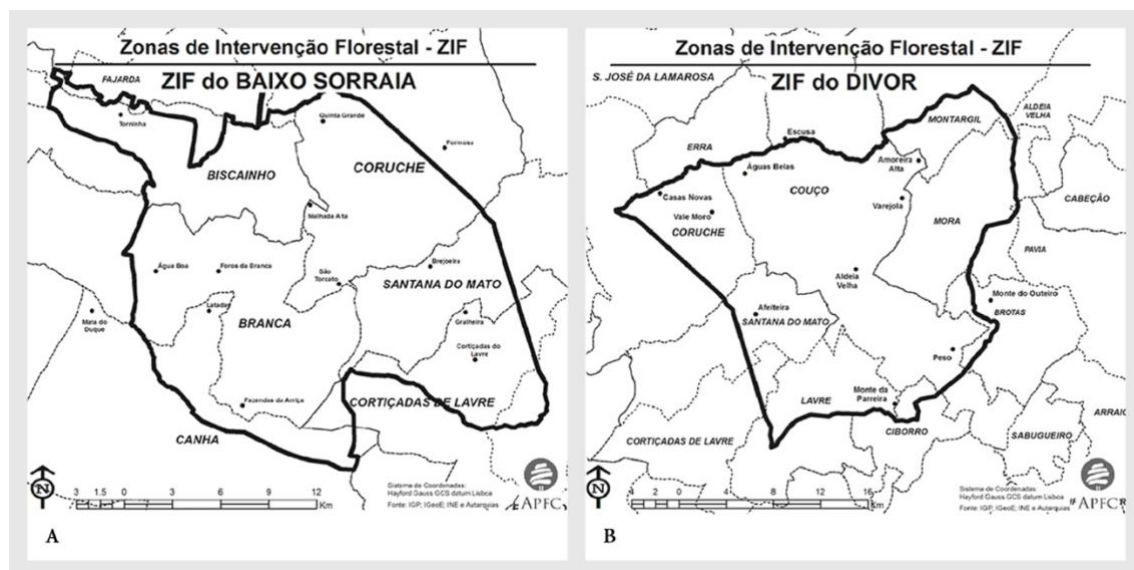 Zonas de Intervenção Florestal - ZIF
ZIF do BAIXO SORRAIA
FAJARDA
Torrinha
Quinta Grande
CORUCHE
BISCAINHO
Malhada Alta
Água Boa
Foros da Branca
São
Torcato
Brejoeira
SANTANA DO MATO
Latadas
BRANCA
Gralheira
Mata do
Duque
Cortiçadas do
Lavre
Fazendas do Arriça
CORTIÇADAS DE LAVRE
CANHA
N
3 1.5 0 3 6 9 12
Km
Sistema de Coordenadas:
Hayford Gauss GCS datum Lisboa
Fonte: IGP; IGeoE; INE e Autarquias
APFC
A
Zonas de Intervenção Florestal - ZIF
ZIF do DIVOR
S. JOSÉ DA LAMAROSA
MONTARGIL
ALDEIA
VELHA
Escusa
ERRA
Amoreira
Alta
Águas Belas
COUÇO
CABEÇÃO
Casas Novas
Varejola
Vale Moro
MORA
CORUCHE
PAVIA
Aldeia
Velha
Monte do Outeiro
BROTAS
Afeiteira
SANTANA DO MATO
Peso
Monte da
Parreira
LAVRE
ARRAIO
CIBORRO
SABUGUEIRO
CORTIÇADAS DE LAVRE
N
4 2 0 4 8 12 16
Km
Sistema de Coordenadas:
Hayford Gauss GCS datum Lisboa
Fonte: IGP; IGeoE; INE e Autarquias
APFC
B